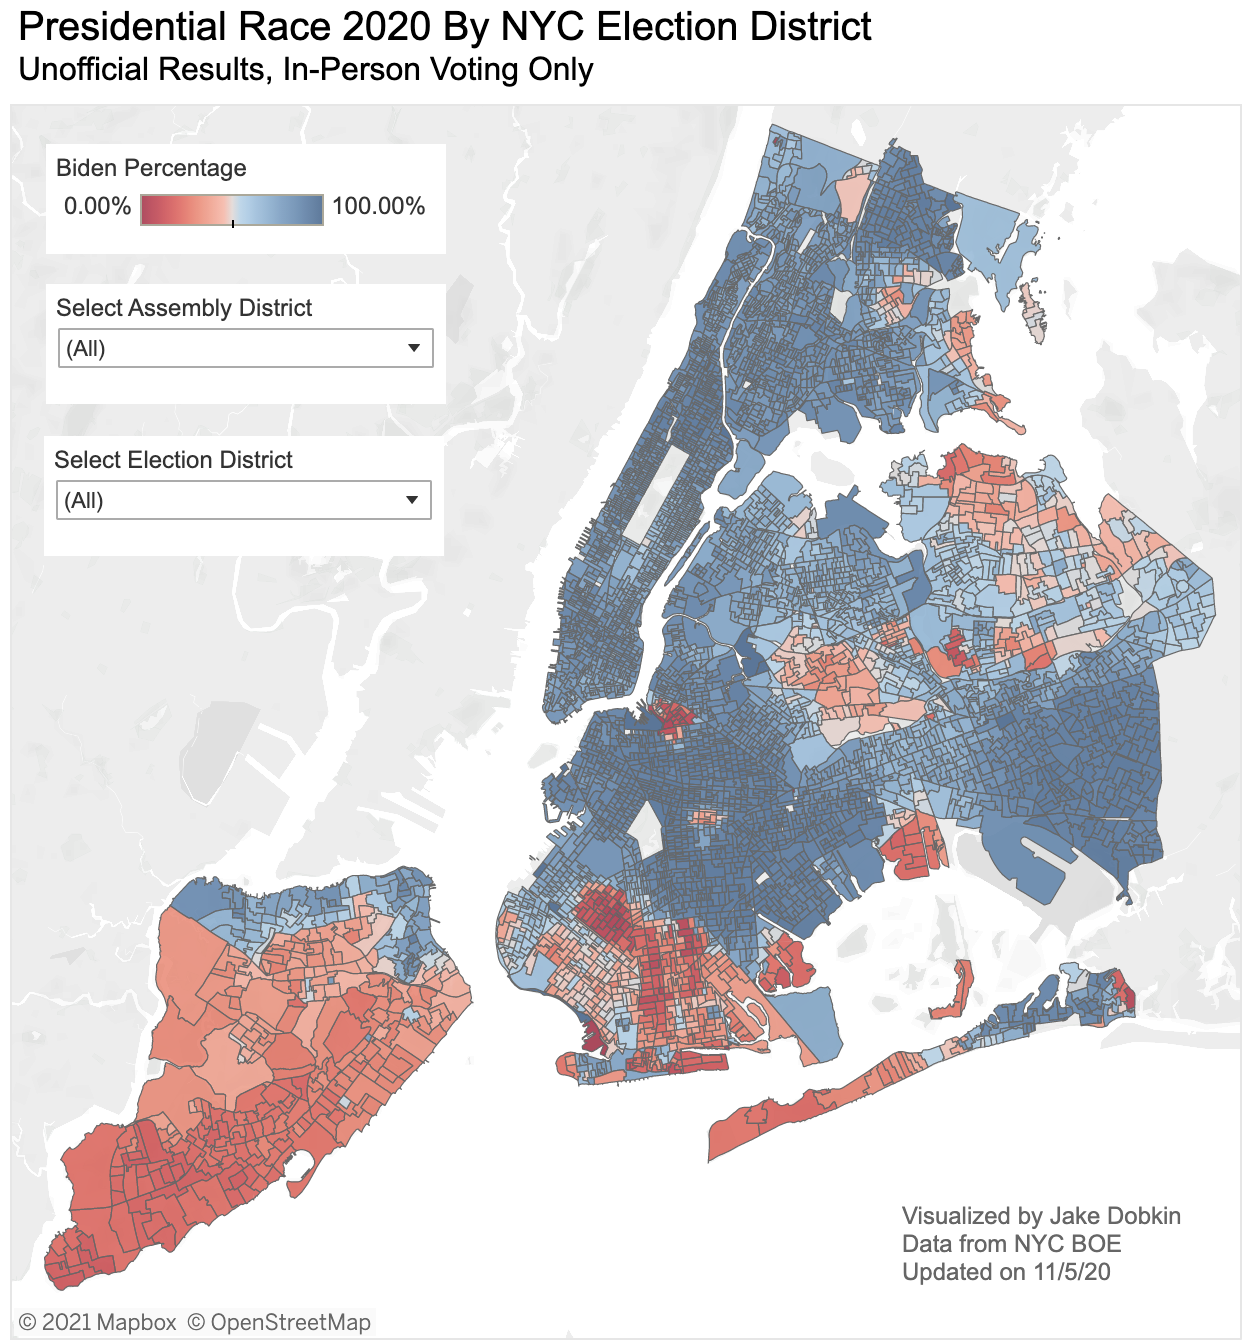 Presidential Race 2020 By NYC Election District
Unofficial Results, In-Person Voting Only
Biden Percentage
0.00% 100.00%
Select Assembly District
(All)
Select Election District
(All)
Visualized by Jake Dobkin
Data from NYC BOE
Updated on 11/5/20
© 2021 Mapbox © OpenStreetMap